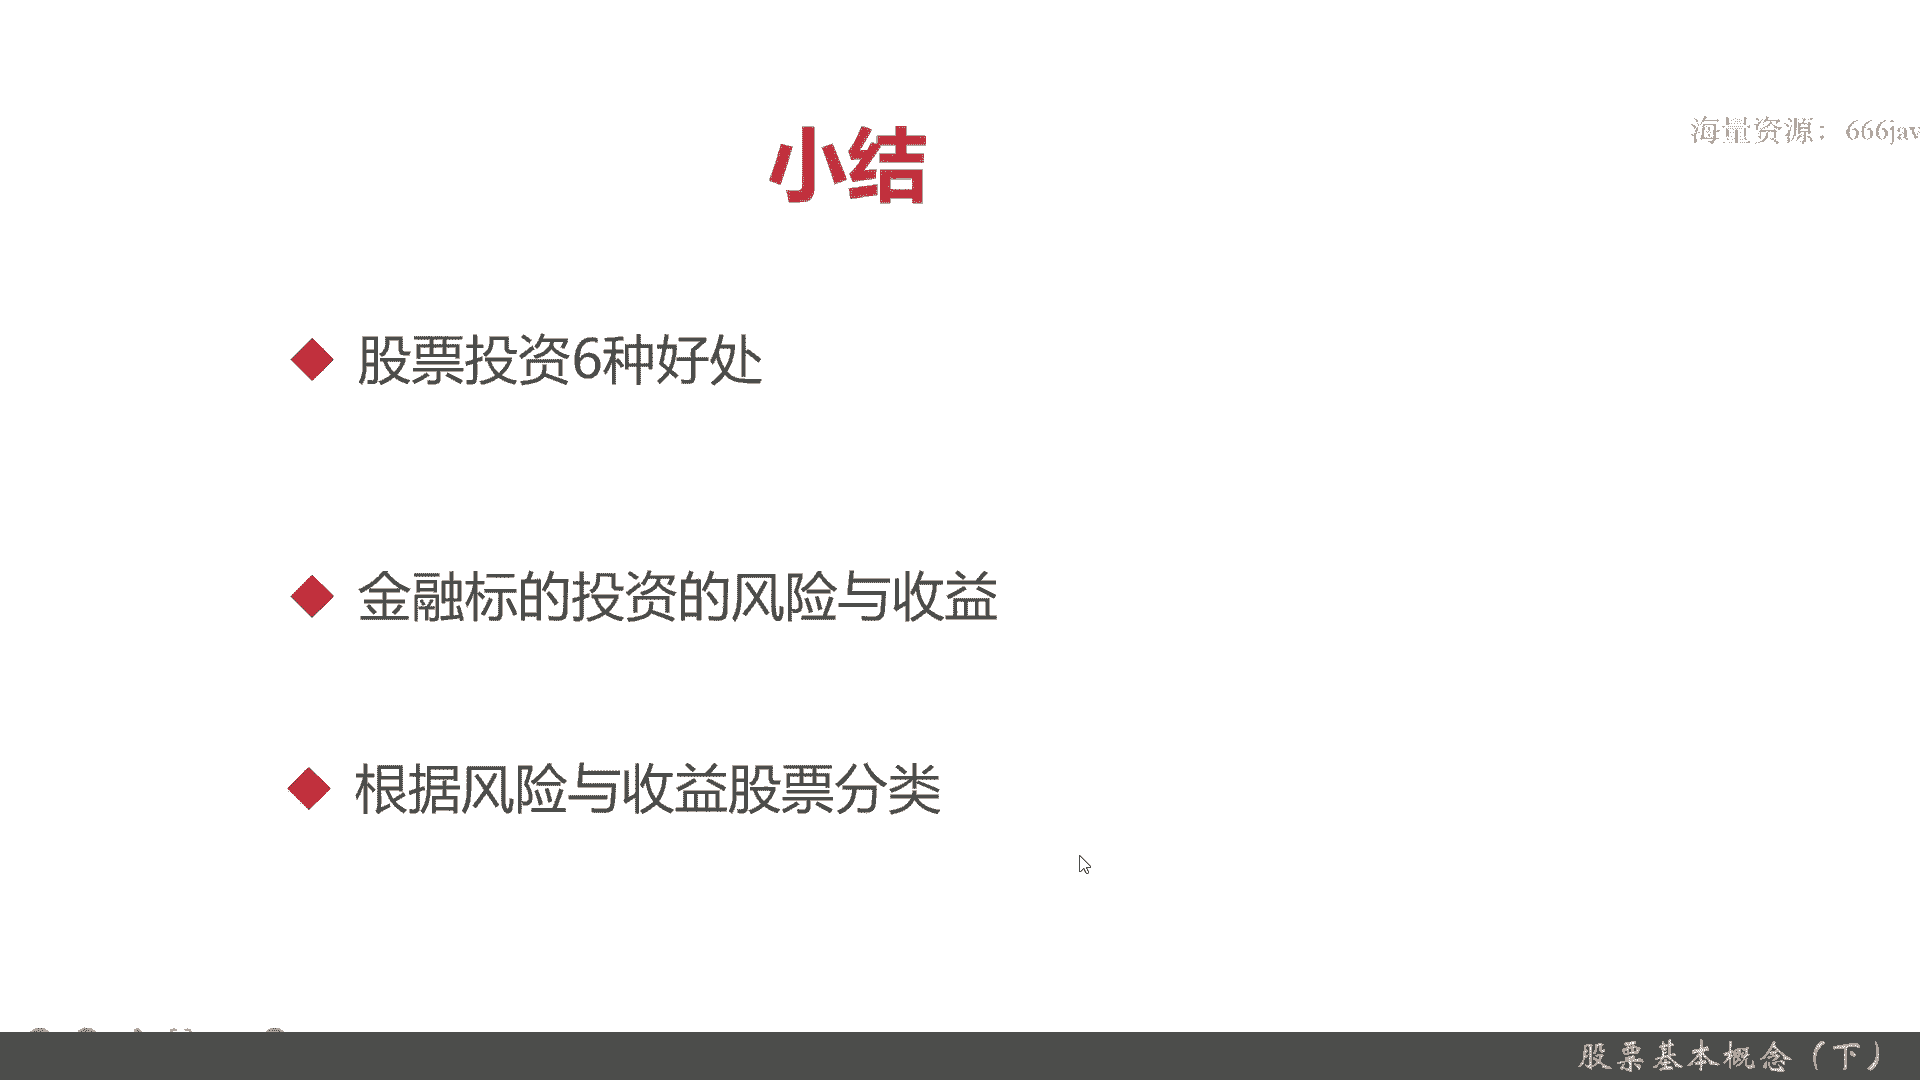 小结
海量资源：666jav
股票投资6种好处
金融标的投资的风险与收益
根据风险与收益股票分类
股票基本概念（下）